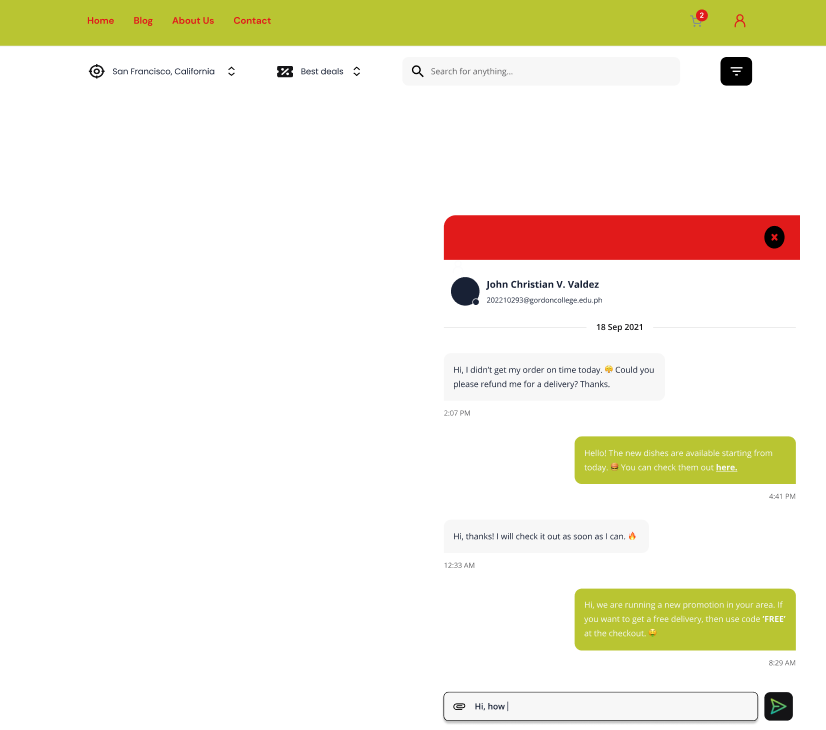 Home Blog About Us Contact 2
San Francisco, California Best deals Search for anything...
x
John Christian V. Valdez
202210293@gordoncollege.edu.ph
18 Sep 2021
Hi, I didn't get my order on time today. 😤 Could you
please refund me for a delivery? Thanks.
2:07 PM
Hello! The new dishes are available starting from
today. 🍔 You can check them out here.
4:41 PM
Hi, thanks! I will check it out as soon as I can. 🔥
12:33 AM
Hi, we are running a new promotion in your area. If
you want to get a free delivery, then use code 'FREE'
at the checkout. 🤩
8:29 AM
Hi, how